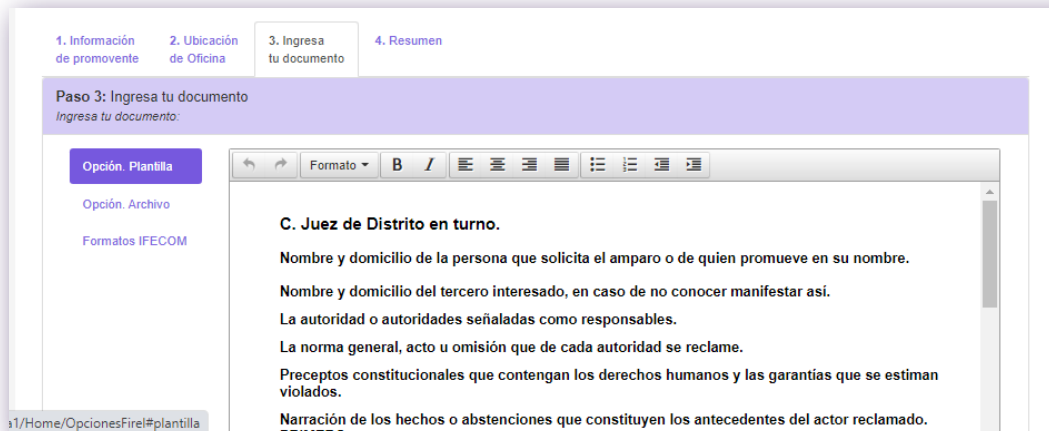 1. Información
de promovente
2. Ubicación
de Oficina
3. Ingresa
tu documento
4. Resumen
Paso 3: Ingresa tu documento
Ingresa tu documento:
Opción. Plantilla
Opción. Archivo
Formatos IFECOM
Formato
B I
C. Juez de Distrito en turno.
Nombre y domicilio de la persona que solicita el amparo o de quien promueve en su nombre.
Nombre y domicilio del tercero interesado, en caso de no conocer manifestar así.
La autoridad o autoridades señaladas como responsables.
La norma general, acto u omisión que de cada autoridad se reclame.
Preceptos constitucionales que contengan los derechos humanos y las garantías que se estiman
violados.
Narración de los hechos o abstenciones que constituyen los antecedentes del actor reclamado.
a1/Home/OpcionesFirel#plantilla